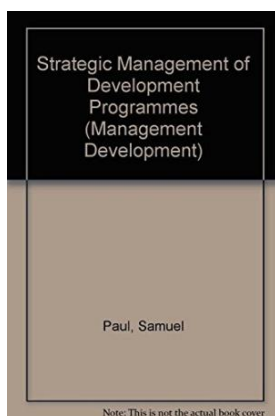 Strategic Management of
Development
Programmes
(Management
Development)
Paul, Samuel
Note: This is not the actual book cover